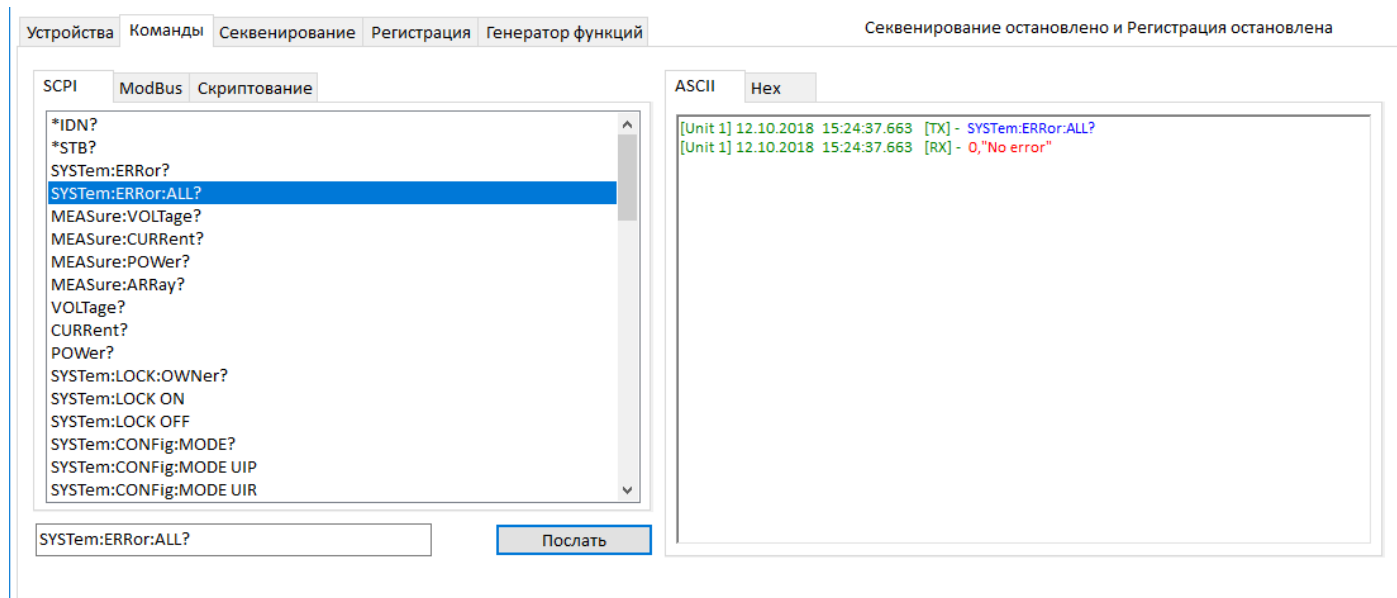 Устройства Команды Секвенирование Регистрация Генератор функций
Секвенирование остановлено и Регистрация остановлена
SCPI ModBus Скриптование
*IDN?
*STB?
SYSTem:ERRor?
SYSTem:ERRor:ALL?
MEASure:VOLTage?
MEASure:CURRent?
MEASure:POWer?
MEASure:ARRay?
VOLTage?
CURRent?
POWer?
SYSTem:LOCK:OWNer?
SYSTem:LOCK ON
SYSTem:LOCK OFF
SYSTem:CONFig:MODE?
SYSTem:CONFig:MODE UIP
SYSTem:CONFig:MODE UIR
SYSTem:ERRor:ALL?
Послать
ASCII Hex
[Unit 1] 12.10.2018 15:24:37.663 [TX] - SYSTem:ERRor:ALL?
[Unit 1] 12.10.2018 15:24:37.663 [RX] - 0,"No error"